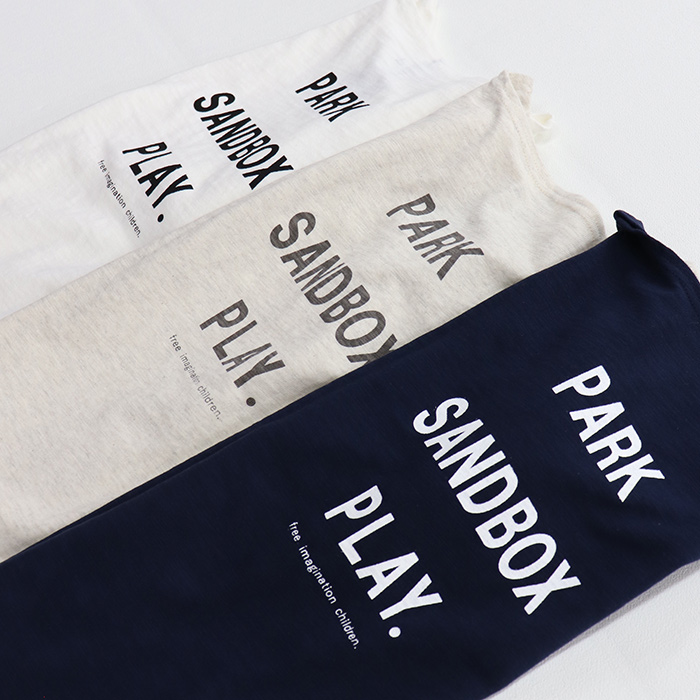 PARK
SANDBOX
PLAY.
free imagination children.
PARK
SANDBOX
PLAY.
free imagination children.
PARK
SANDBOX
PLAY.
free imagination children.